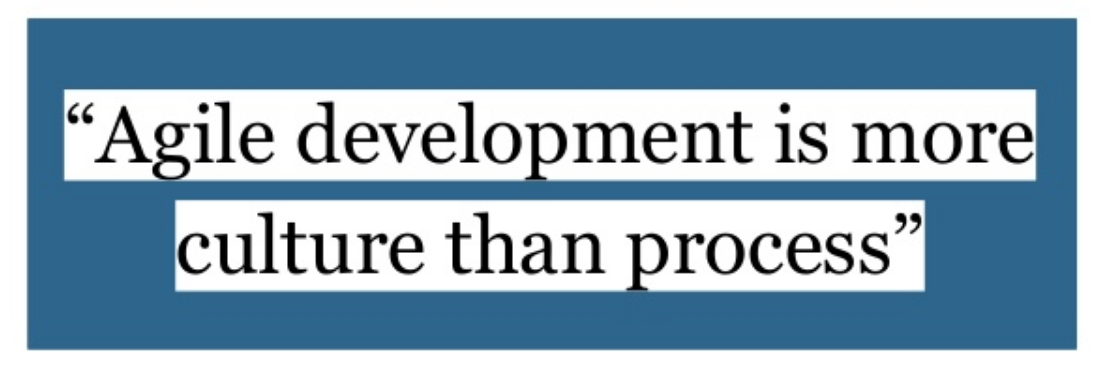 “Agile development is more
culture than process”